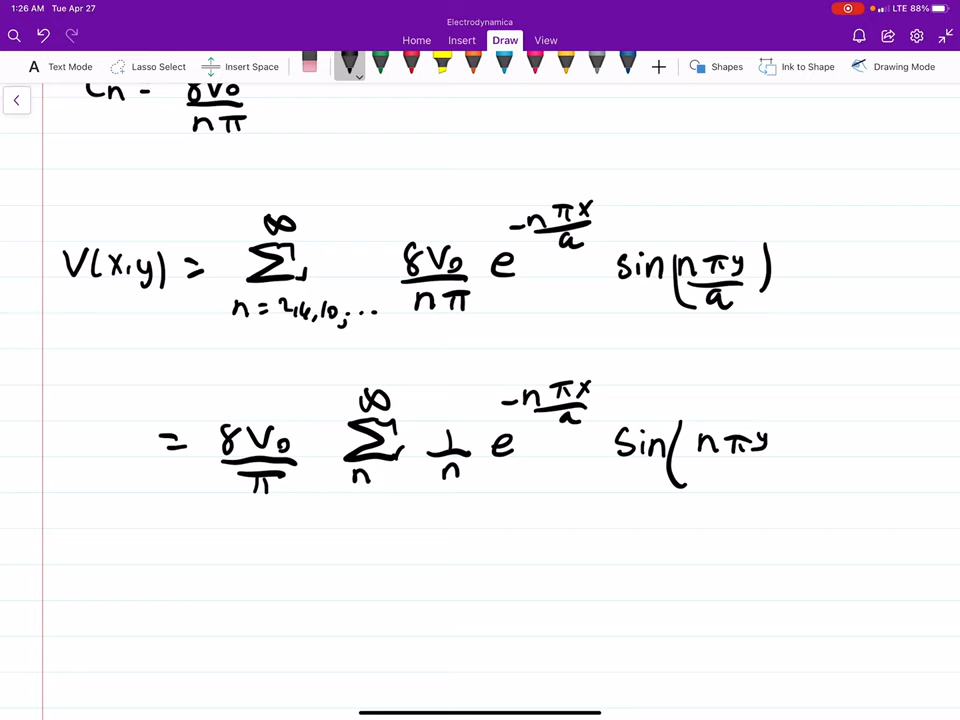 1:26 AM Tue Apr 27
LTE 88%
Electrodynamica
Home Insert Draw View
A Text Mode Lasso Select Insert Space Shapes Ink to Shape Drawing Mode
Cn = 8V₀/nπ
V(x,y) = ∑_{n=2,6,10,...}^{∞} 8V₀/nπ e^{-nπx/a} sin(nπy/a)
= 8V₀/π ∑_{n}^{∞} 1/n e^{-nπx/a} sin(nπy